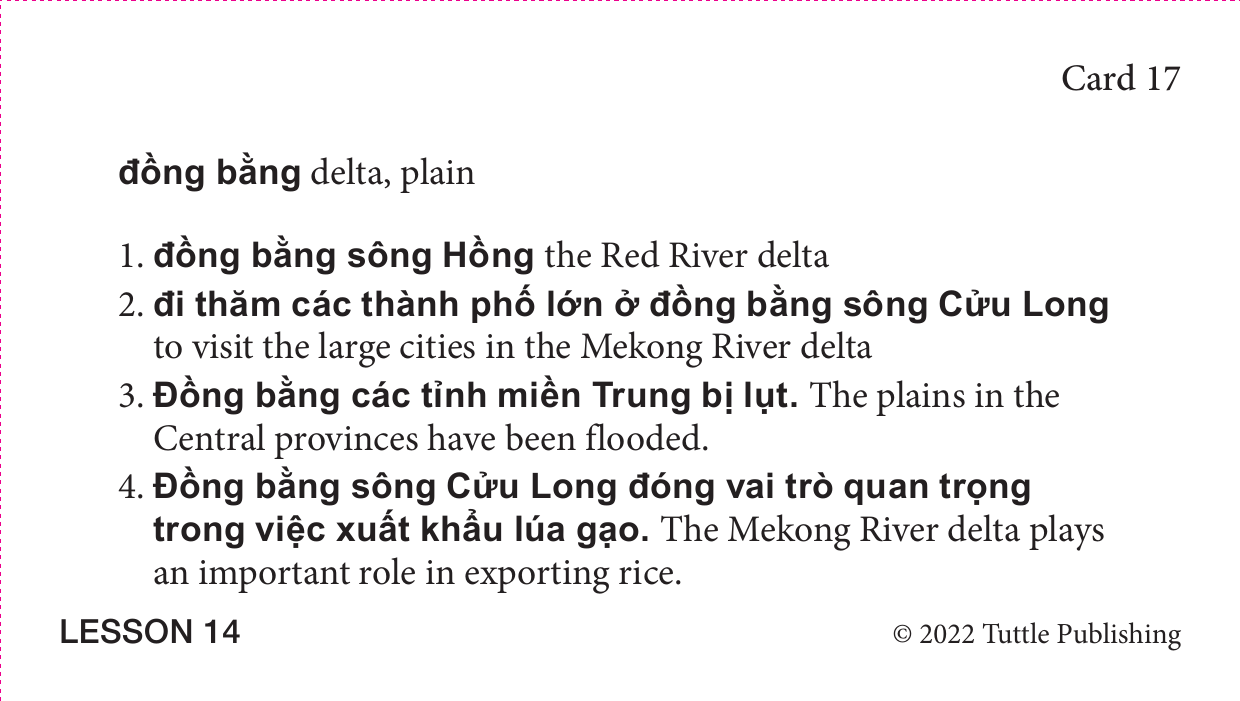 Card 17
đồng bằng delta, plain
1. đồng bằng sông Hồng the Red River delta
2. đi thăm các thành phố lớn ở đồng bằng sông Cửu Long
to visit the large cities in the Mekong River delta
3. Đồng bằng các tỉnh miền Trung bị lụt. The plains in the
Central provinces have been flooded.
4. Đồng bằng sông Cửu Long đóng vai trò quan trọng
trong việc xuất khẩu lúa gạo. The Mekong River delta plays
an important role in exporting rice.
LESSON 14
© 2022 Tuttle Publishing